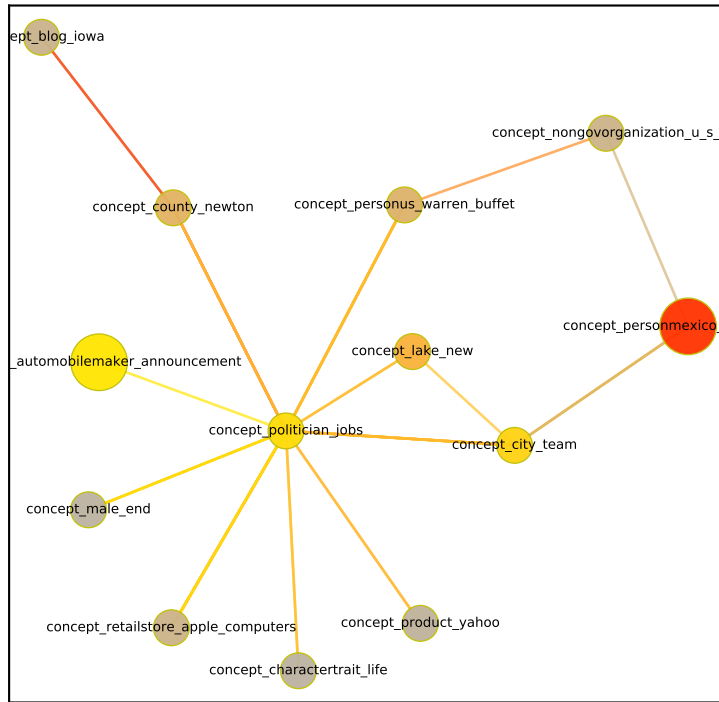 ept_blog_iowa
concept_nongovorganization_u_s_
concept_county_newton
concept_personus_warren_buffet
concept_personmexico_
_automobilemaker_announcement
concept_lake_new
concept_politician_jobs
concept_city_team
concept_male_end
concept_retailstore_apple_computers
concept_product_yahoo
concept_charactertrait_life